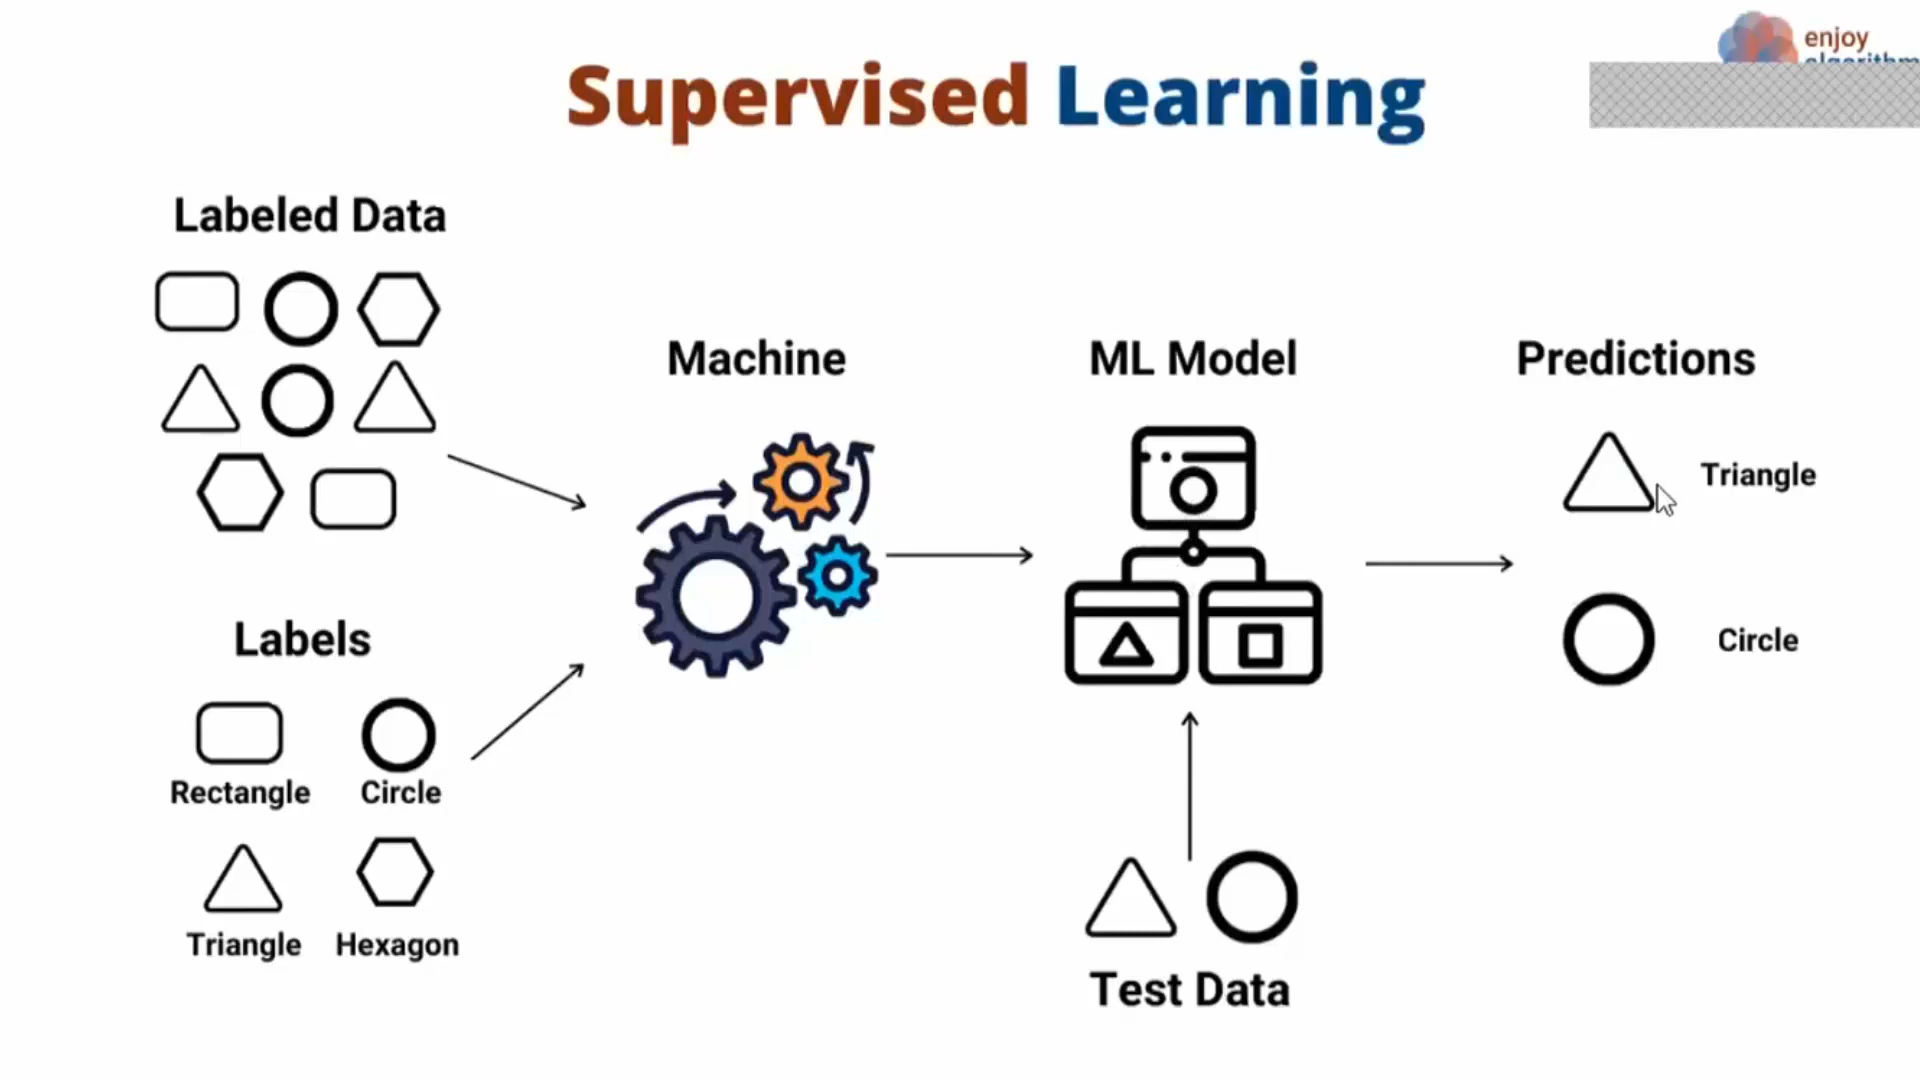 enjoy
Supervised Learning
Labeled Data
Machine
ML Model
Predictions
Triangle
Labels
Circle
Rectangle
Circle
Triangle
Hexagon
Test Data